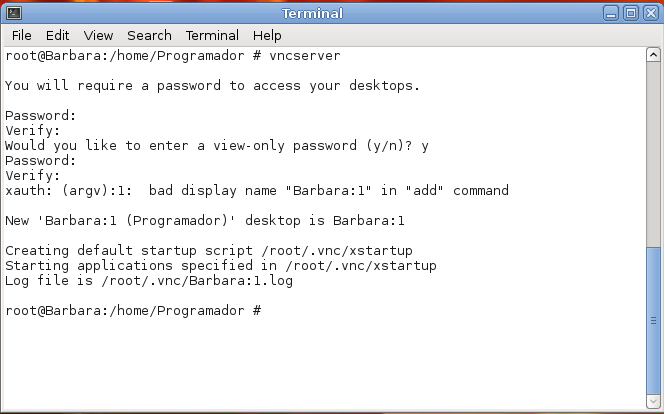 Terminal
File Edit View Search Terminal Help
root@Barbara:/home/Programador # vncserver
You will require a password to access your desktops.
Password:
Verify:
Would you like to enter a view-only password (y/n)? y
Password:
Verify:
xauth: (argv):1:  bad display name "Barbara:1" in "add" command
New 'Barbara:1 (Programador)' desktop is Barbara:1
Creating default startup script /root/.vnc/xstartup
Starting applications specified in /root/.vnc/xstartup
Log file is /root/.vnc/Barbara:1.log
root@Barbara:/home/Programador #